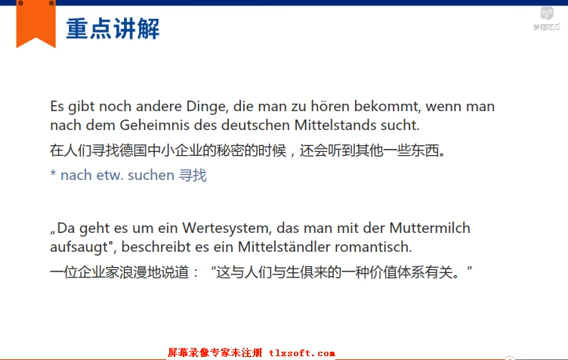 重点讲解
Es gibt noch andere Dinge, die man zu hören bekommt, wenn man
nach dem Geheimnis des deutschen Mittelstands sucht.
在人们寻找德国中小企业的秘密的时候，还会听到其他一些东西。
* nach etw. suchen 寻找
„Da geht es um ein Wertesystem, das man mit der Muttermilch
aufsaugt", beschreibt es ein Mittelständler romantisch.
一位企业家浪漫地说道：“这与人们与生俱来的一种价值体系有关。”
屏幕录像专家未注册 tlxsoft.com